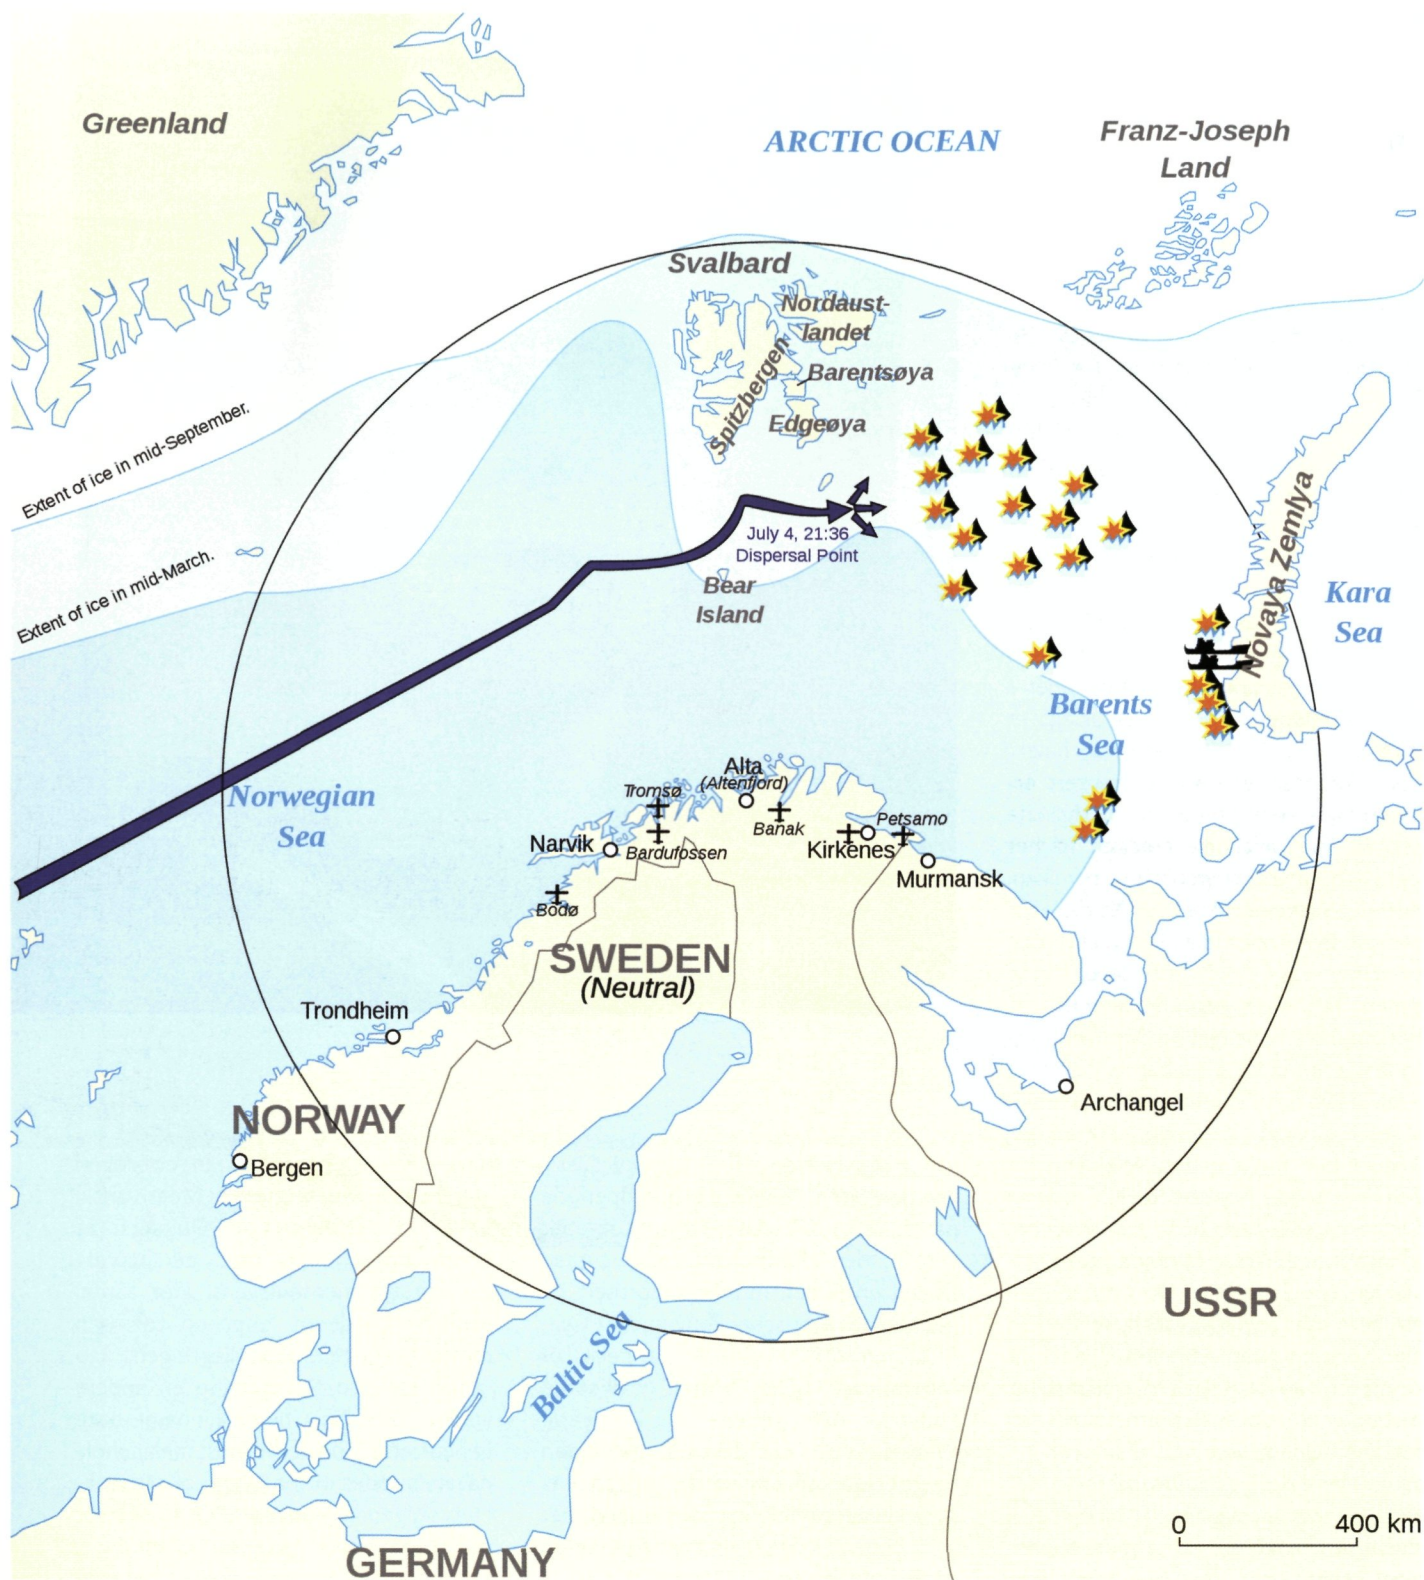 Greenland
ARCTIC OCEAN
Franz-Joseph
Land
Svalbard
Nordaust-
landet
Spitzbergen
Barentsøya
Edgeøya
Extent of ice in mid-September.
Extent of ice in mid-March.
July 4, 21:36
Dispersal Point
Bear
Island
Novaya Zemlya
Kara
Sea
Barents
Sea
Norwegian
Sea
Alta
(Altenfjord)
Tromsø
Banak
Petsamo
Narvik
Bardufossen
Kirkenes
Murmansk
Bodø
SWEDEN
(Neutral)
Trondheim
Archangel
NORWAY
Bergen
USSR
Baltic Sea
0 400 km
GERMANY